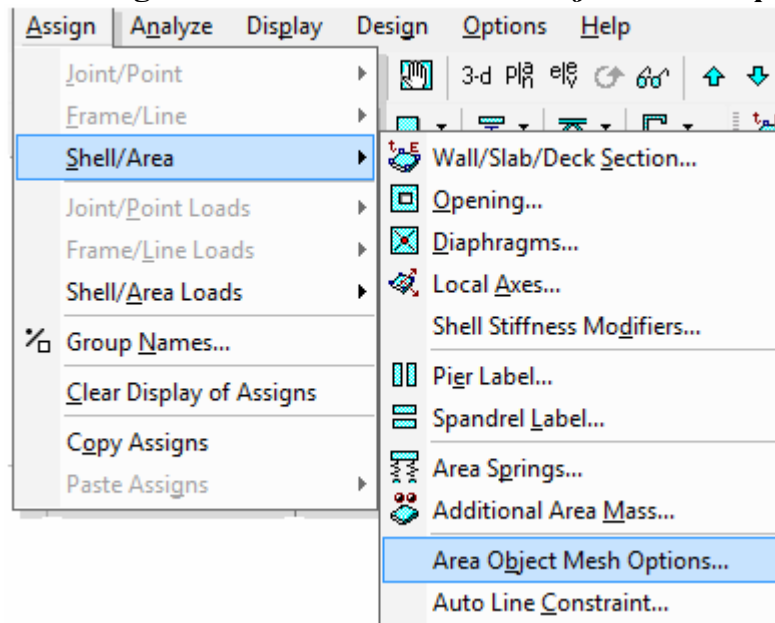 Assign Analyze Display Design Options Help
Joint/Point
Frame/Line
Shell/Area
Joint/Point Loads
Frame/Line Loads
Shell/Area Loads
Group Names...
Clear Display of Assigns
Copy Assigns
Paste Assigns
3-d
Wall/Slab/Deck Section...
Opening...
Diaphragms...
Local Axes...
Shell Stiffness Modifiers...
Pier Label...
Spandrel Label...
Area Springs...
Additional Area Mass...
Area Object Mesh Options...
Auto Line Constraint...